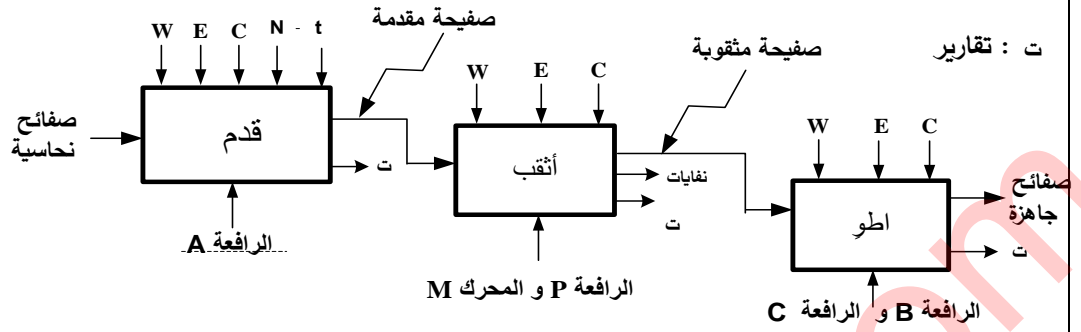 ت : تقارير
صفيحة مقدمة
W E C N - t
صفائح
نحاسية
قدم
ت
الرافعة A
صفيحة مثقوبة
W E C
أثقب
نفايات
ت
الرافعة P و المحرك M
W E C
اطوِ
صفائح
جاهزة
ت
الرافعة B و الرافعة C